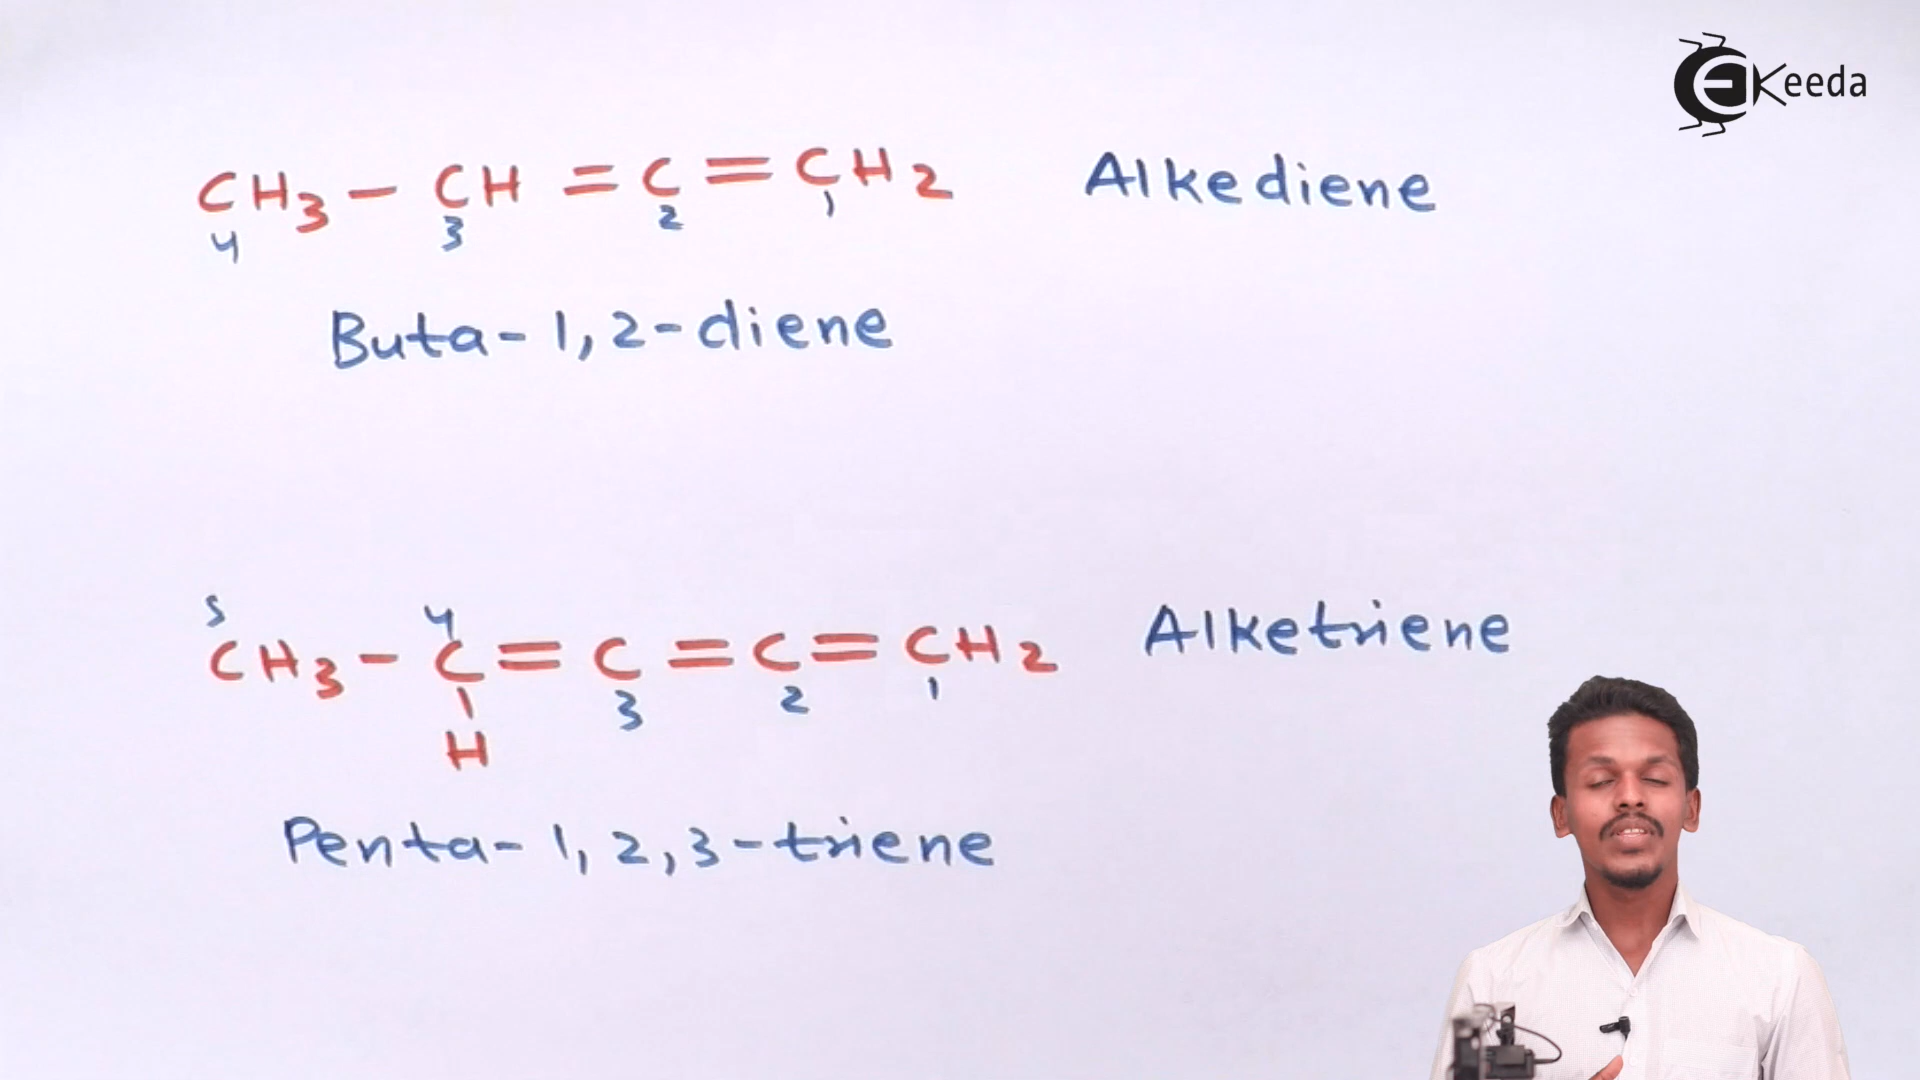 EKeeda
CH3 - CH = C = CH2 Alkediene
4 3 2 1
Buta-1,2-diene
5 4
CH3 - C = C = C = CH2 Alketriene
3 2 1
H
Penta-1,2,3-triene